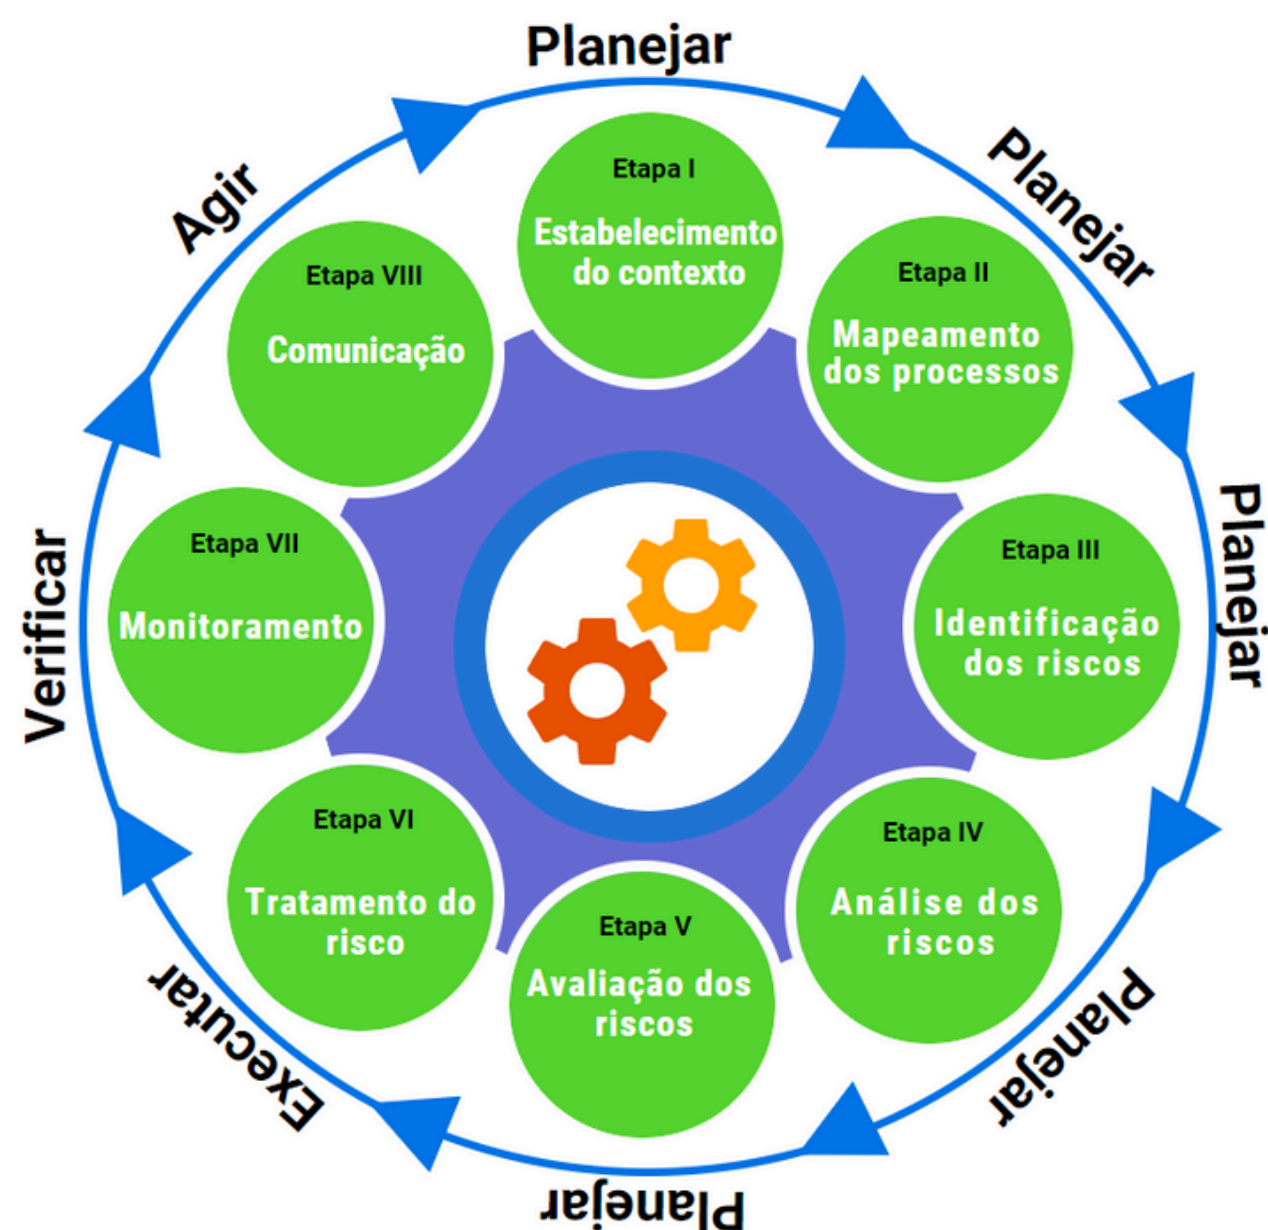 Planejar
Etapa I
Estabelecimento
do contexto
Planejar
Etapa II
Mapeamento
dos processos
Planejar
Etapa III
Identificação
dos riscos
Planejar
Etapa IV
Análise dos
riscos
Planejar
Etapa V
Avaliação dos
riscos
Executar
Etapa VI
Tratamento do
risco
Verificar
Etapa VII
Monitoramento
Agir
Etapa VIII
Comunicação